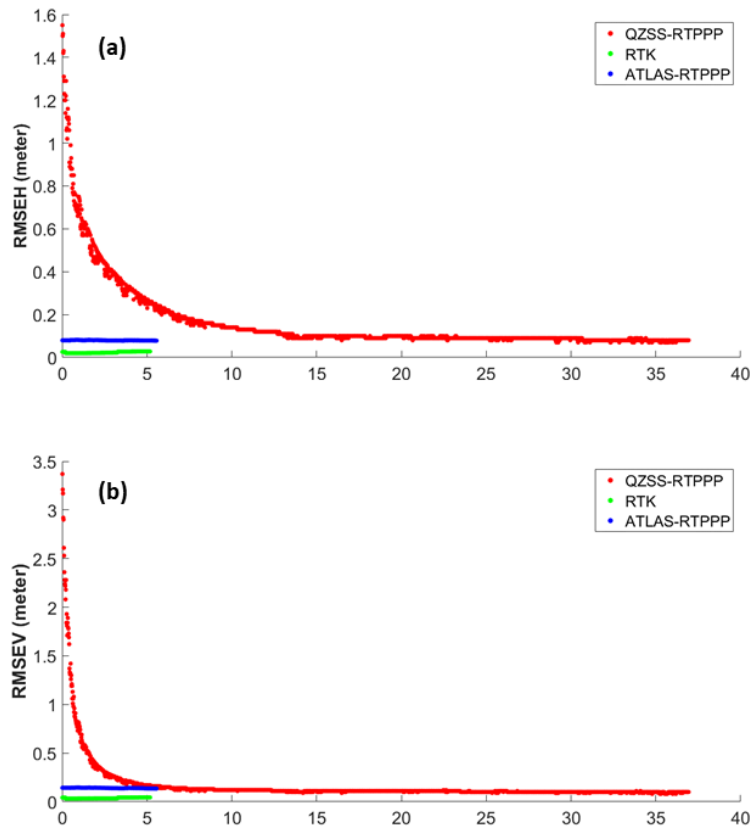 (a)
RMSEH (meter)
1.6
1.4
1.2
1
0.8
0.6
0.4
0.2
0
0 5 10 15 20 25 30 35 40
QZSS-RTPPP
RTK
ATLAS-RTPPP
(b)
RMSEV (meter)
3.5
3
2.5
2
1.5
1
0.5
0
0 5 10 15 20 25 30 35 40
QZSS-RTPPP
RTK
ATLAS-RTPPP